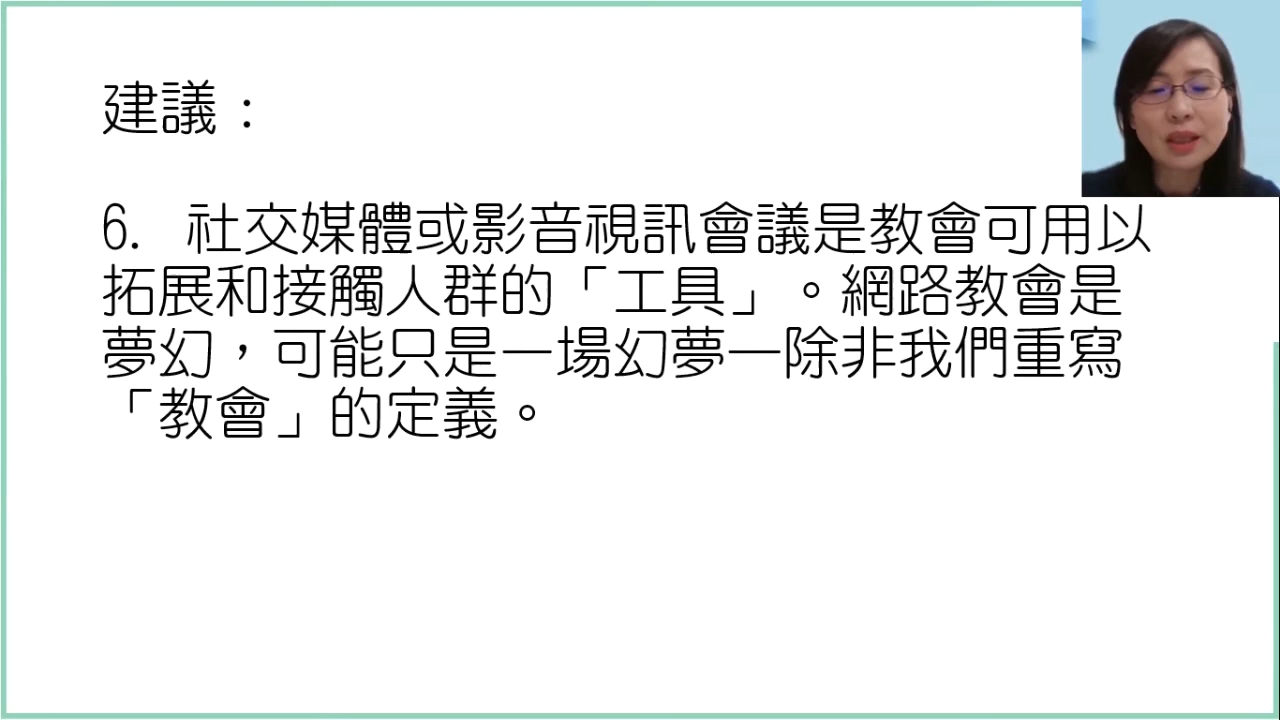 建議：
6. 社交媒體或影音視訊會議是教會可用以
拓展和接觸人群的「工具」。網路教會是
夢幻，可能只是一場幻夢—除非我們重寫
「教會」的定義。